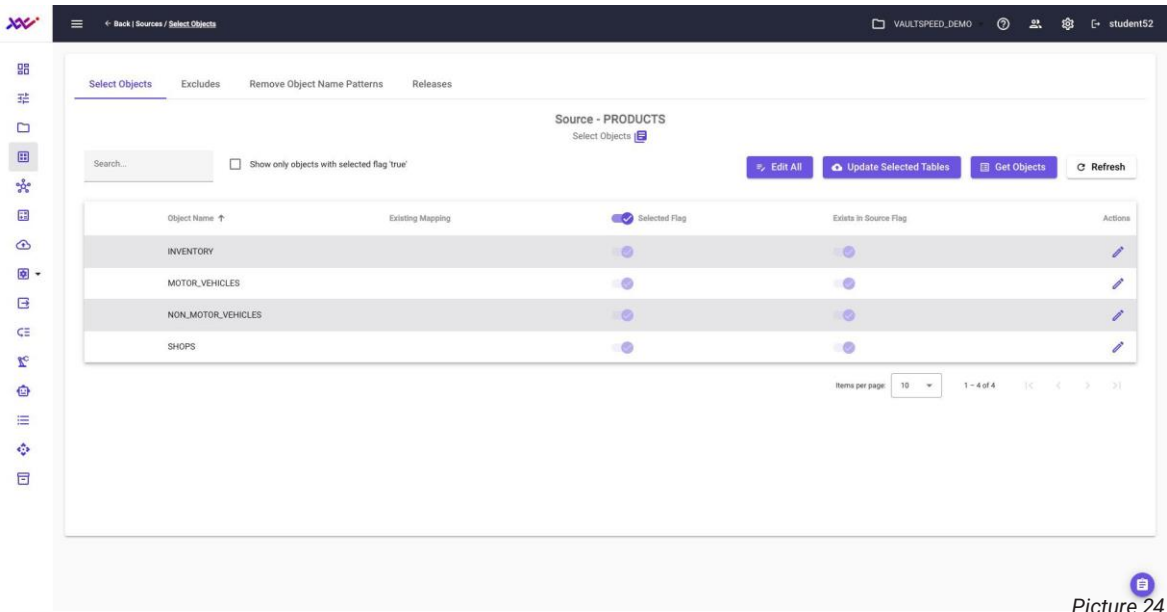 ← Back | Sources / Select Objects
VAULTSPEED_DEMO
student52
Select Objects Excludes Remove Object Name Patterns Releases
Source - PRODUCTS
Select Objects
Search... Show only objects with selected flag 'true' Edit All Update Selected Tables Get Objects Refresh
Object Name ↑ Existing Mapping Selected Flag Exists In Source Flag Actions
INVENTORY
MOTOR_VEHICLES
NON_MOTOR_VEHICLES
SHOPS
Items per page: 10 1 – 4 of 4
Picture 24